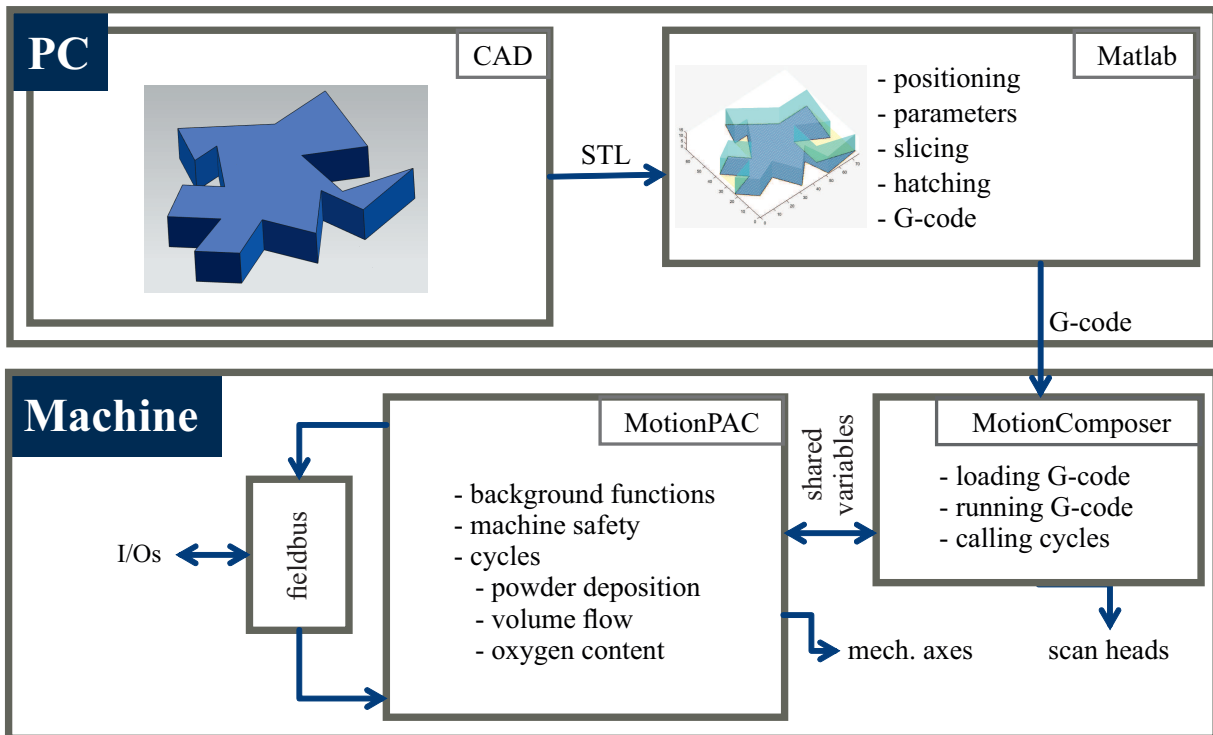 PC
CAD
STL
Matlab
- positioning
- parameters
- slicing
- hatching
- G-code
G-code
Machine
MotionPAC
- background functions
- machine safety
- cycles
- powder deposition
- volume flow
- oxygen content
fieldbus
I/Os
shared
variables
MotionComposer
- loading G-code
- running G-code
- calling cycles
mech. axes
scan heads